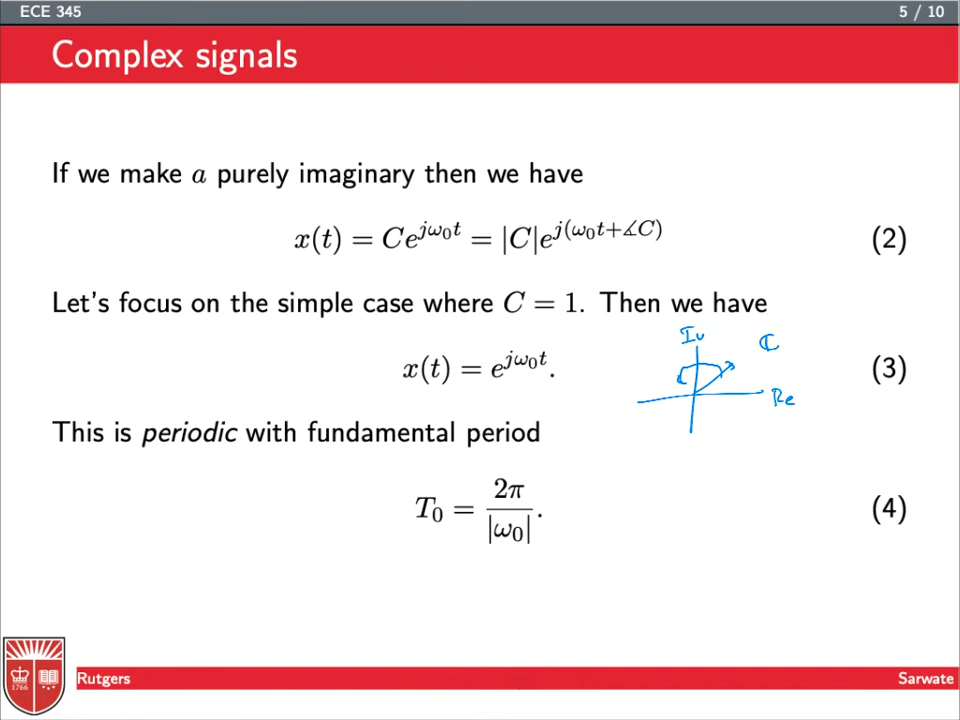 ECE 345 5 / 10
Complex signals
If we make a purely imaginary then we have
x(t) = Ce^{jω₀t} = |C|e^{j(ω₀t+∡C)} (2)
Let's focus on the simple case where C = 1. Then we have
Im ℂ
x(t) = e^{jω₀t}. (3)
Re
This is periodic with fundamental period
T₀ = 2π / |ω₀|. (4)
1766
Rutgers Sarwate